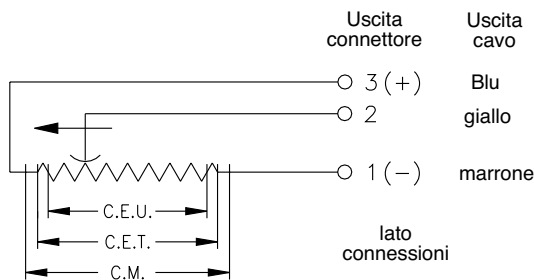 Uscita connettore
Uscita cavo
3 (+)
Blu
2
giallo
1 (-)
marrone
C.E.U.
C.E.T.
C.M.
lato connessioni